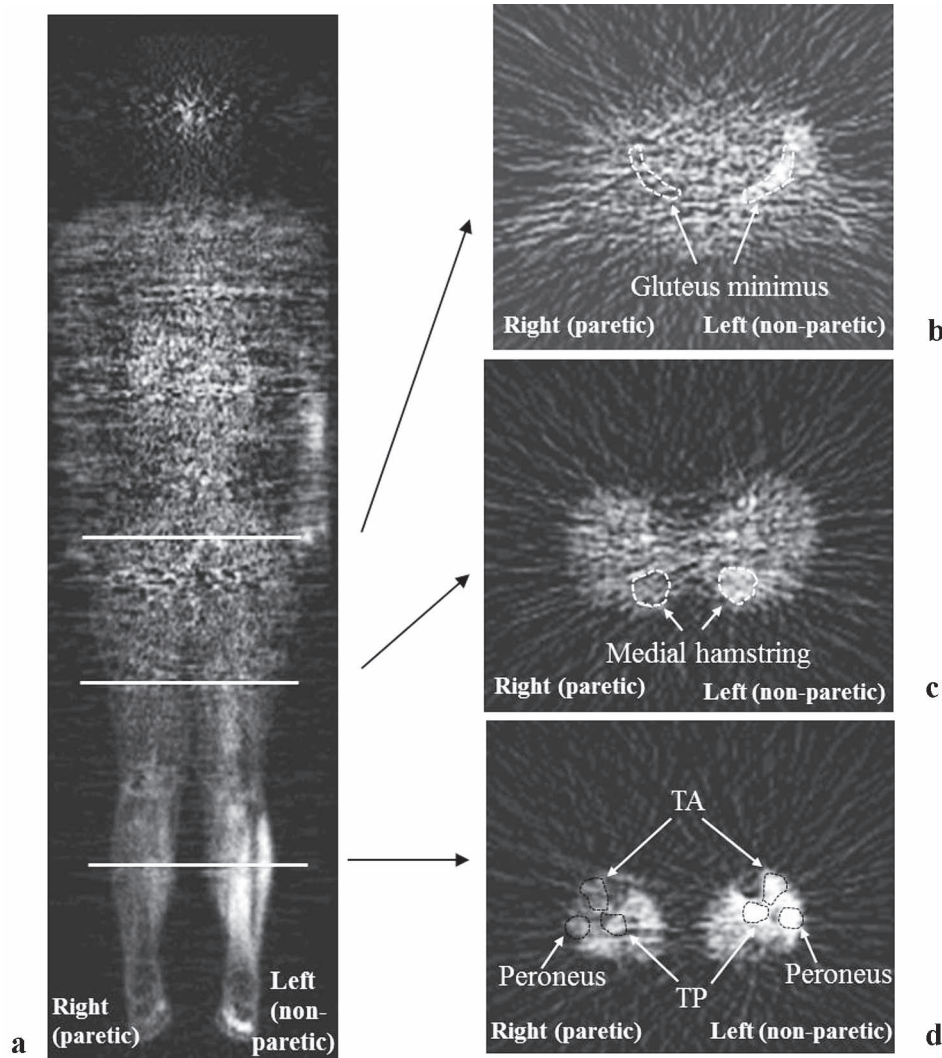 Right
(paretic)
Left
(non-
paretic)
a
Gluteus minimus
Right (paretic)
Left (non-paretic)
b
Medial hamstring
Right (paretic)
Left (non-paretic)
c
TA
Peroneus
TP
Peroneus
Right (paretic)
Left (non-paretic)
d